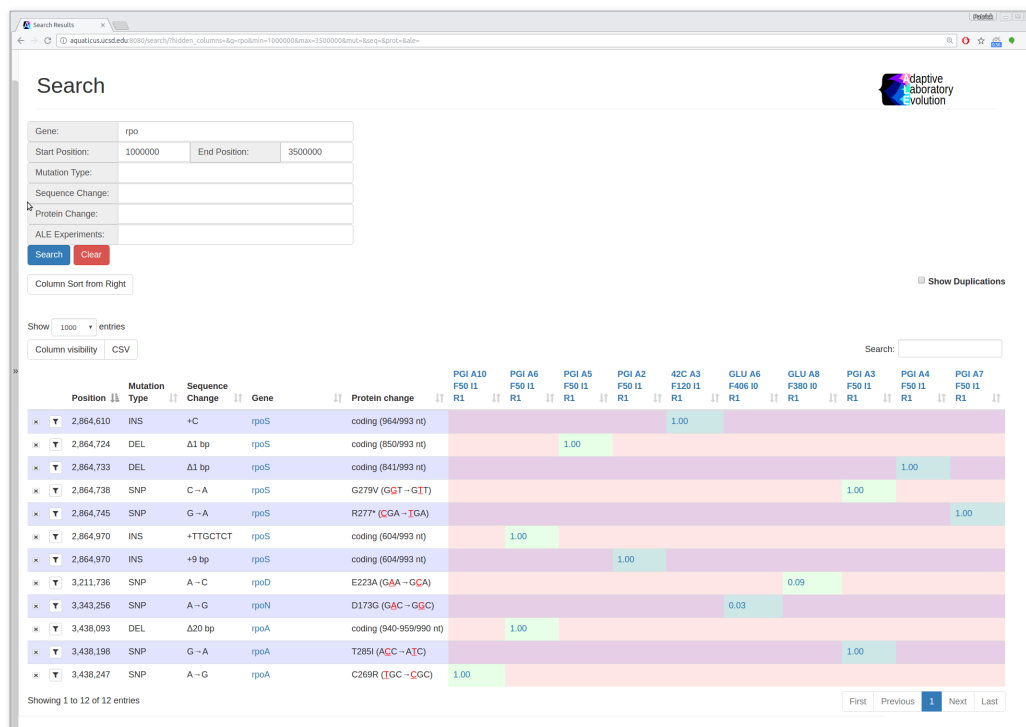 Search Results
aquaticus.ucsd.edu:8080/search/?hidden_columns=&q=rpo&min=1000000&max=3500000&mut=&seq=&prot=&ale=
Search
Adaptive
Laboratory
Evolution
Gene: rpo
Start Position: 1000000 End Position: 3500000
Mutation Type:
Sequence Change:
Protein Change:
ALE Experiments:
Search Clear
Column Sort from Right
Show Duplications
Show 1000 entries
Column visibility CSV
Search:
PGI A10 PGI A6 PGI A5 PGI A2 42C A3 GLU A6 GLU A8 PGI A3 PGI A4 PGI A7
Mutation Sequence F50 I1 F50 I1 F50 I1 F50 I1 F120 I1 F406 I0 F380 I0 F50 I1 F50 I1 F50 I1
Position Type Change Gene Protein change R1 R1 R1 R1 R1 R1 R1 R1 R1 R1
2,864,610 INS +C rpoS coding (964/993 nt) 1.00
2,864,724 DEL Δ1 bp rpoS coding (850/993 nt) 1.00
2,864,733 DEL Δ1 bp rpoS coding (841/993 nt) 1.00
2,864,738 SNP C→A rpoS G279V (GGT→GTT) 1.00
2,864,745 SNP G→A rpoS R277* (CGA→TGA) 1.00
2,864,970 INS +TTGCTCT rpoS coding (604/993 nt) 1.00
2,864,970 INS +9 bp rpoS coding (604/993 nt) 1.00
3,211,736 SNP A→C rpoD E223A (GAA→GCA) 0.09
3,343,256 SNP A→G rpoN D173G (GAC→GGC) 0.03
3,438,093 DEL Δ20 bp rpoA coding (940-959/990 nt) 1.00
3,438,198 SNP G→A rpoA T285I (ACC→ATC) 1.00
3,438,247 SNP A→G rpoA C269R (TGC→CGC) 1.00
Showing 1 to 12 of 12 entries
First Previous 1 Next Last